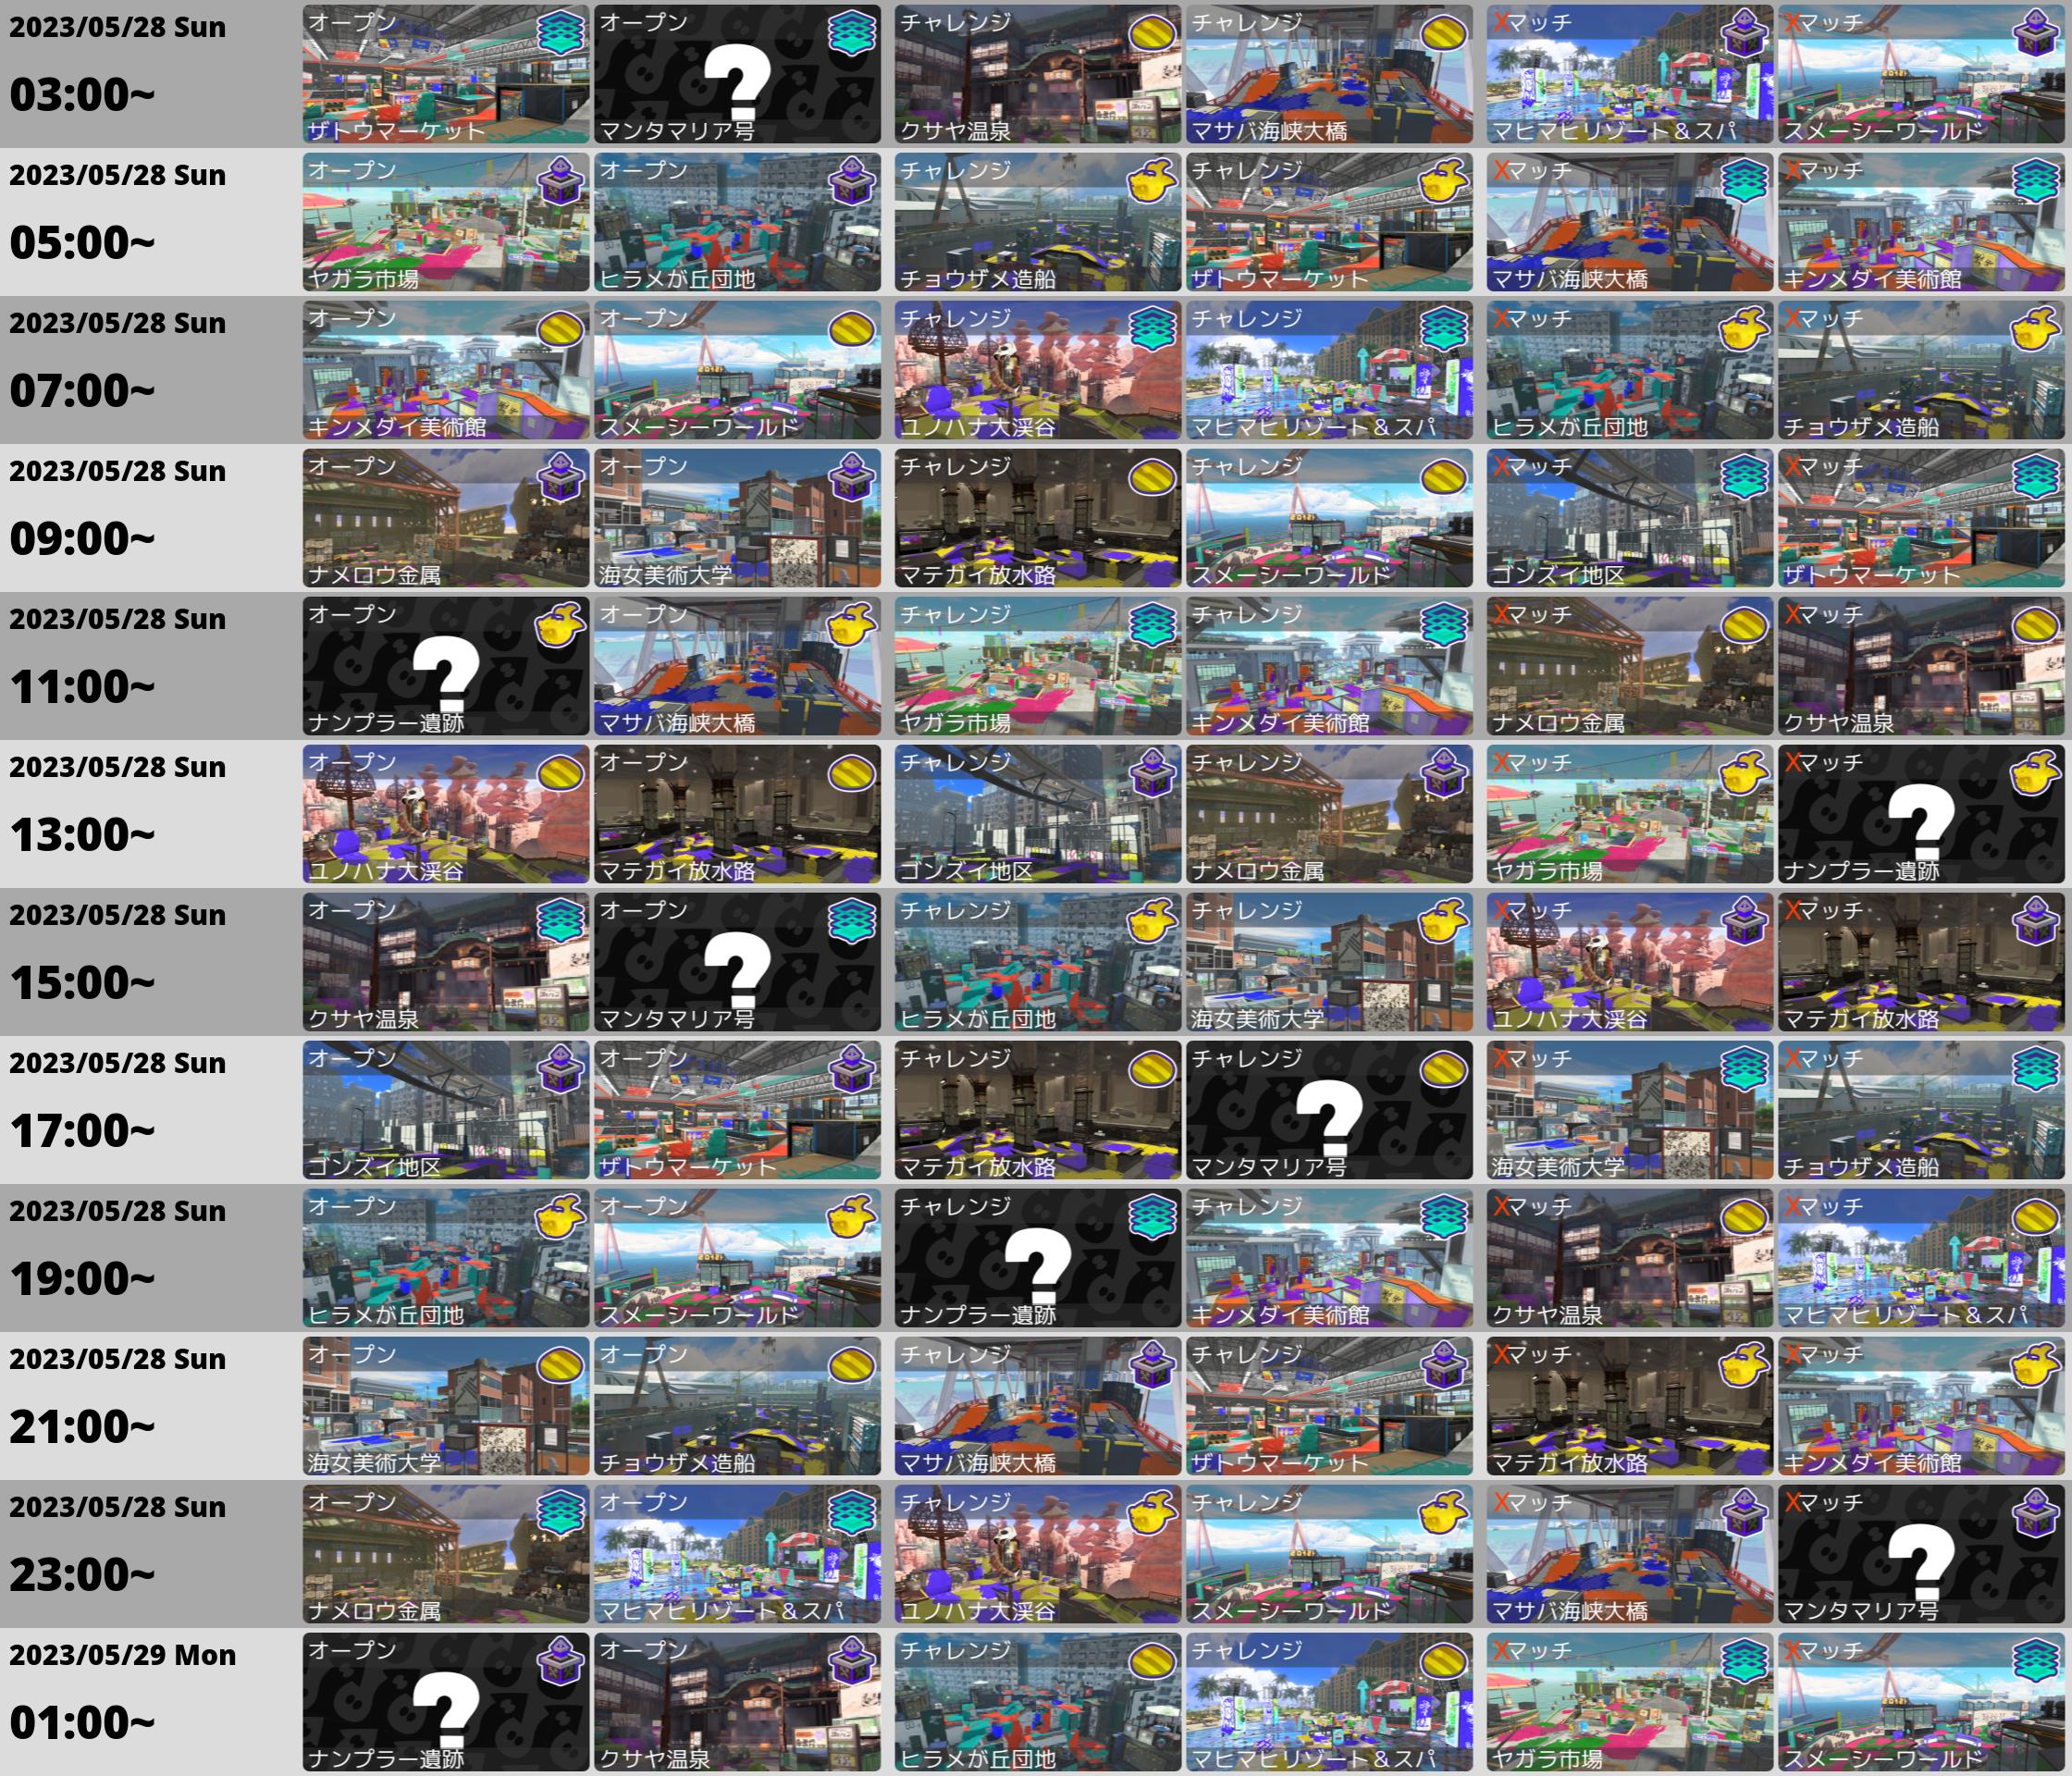 2023/05/28 Sun
03:00~
オープン
ザトウマーケット
オープン
マンタマリア号
チャレンジ
クサヤ温泉
チャレンジ
マサバ海峡大橋
Xマッチ
マヒマヒリゾート＆スパ
Xマッチ
スメーシーワールド
2023/05/28 Sun
05:00~
オープン
ヤガラ市場
オープン
ヒラメが丘団地
チャレンジ
チョウザメ造船
チャレンジ
ザトウマーケット
Xマッチ
マサバ海峡大橋
Xマッチ
キンメダイ美術館
2023/05/28 Sun
07:00~
オープン
キンメダイ美術館
オープン
スメーシーワールド
チャレンジ
ユノハナ大渓谷
チャレンジ
マヒマヒリゾート＆スパ
Xマッチ
ヒラメが丘団地
Xマッチ
チョウザメ造船
2023/05/28 Sun
09:00~
オープン
ナメロウ金属
オープン
海女美術大学
チャレンジ
マテガイ放水路
チャレンジ
スメーシーワールド
Xマッチ
ゴンズイ地区
Xマッチ
ザトウマーケット
2023/05/28 Sun
11:00~
オープン
ナンプラー遺跡
オープン
マサバ海峡大橋
チャレンジ
ヤガラ市場
チャレンジ
キンメダイ美術館
Xマッチ
ナメロウ金属
Xマッチ
クサヤ温泉
2023/05/28 Sun
13:00~
オープン
ユノハナ大渓谷
オープン
マテガイ放水路
チャレンジ
ゴンズイ地区
チャレンジ
ナメロウ金属
Xマッチ
ヤガラ市場
Xマッチ
ナンプラー遺跡
2023/05/28 Sun
15:00~
オープン
クサヤ温泉
オープン
マンタマリア号
チャレンジ
ヒラメが丘団地
チャレンジ
海女美術大学
Xマッチ
ユノハナ大渓谷
Xマッチ
マテガイ放水路
2023/05/28 Sun
17:00~
オープン
ゴンズイ地区
オープン
ザトウマーケット
チャレンジ
マテガイ放水路
チャレンジ
マンタマリア号
Xマッチ
海女美術大学
Xマッチ
チョウザメ造船
2023/05/28 Sun
19:00~
オープン
ヒラメが丘団地
オープン
スメーシーワールド
チャレンジ
ナンプラー遺跡
チャレンジ
キンメダイ美術館
Xマッチ
クサヤ温泉
Xマッチ
マヒマヒリゾート＆スパ
2023/05/28 Sun
21:00~
オープン
海女美術大学
オープン
チョウザメ造船
チャレンジ
マサバ海峡大橋
チャレンジ
ザトウマーケット
Xマッチ
マテガイ放水路
Xマッチ
キンメダイ美術館
2023/05/28 Sun
23:00~
オープン
ナメロウ金属
オープン
マヒマヒリゾート＆スパ
チャレンジ
ユノハナ大渓谷
チャレンジ
スメーシーワールド
Xマッチ
マサバ海峡大橋
Xマッチ
マンタマリア号
2023/05/29 Mon
01:00~
オープン
ナンプラー遺跡
オープン
クサヤ温泉
チャレンジ
ヒラメが丘団地
チャレンジ
マヒマヒリゾート＆スパ
Xマッチ
ヤガラ市場
Xマッチ
スメーシーワールド